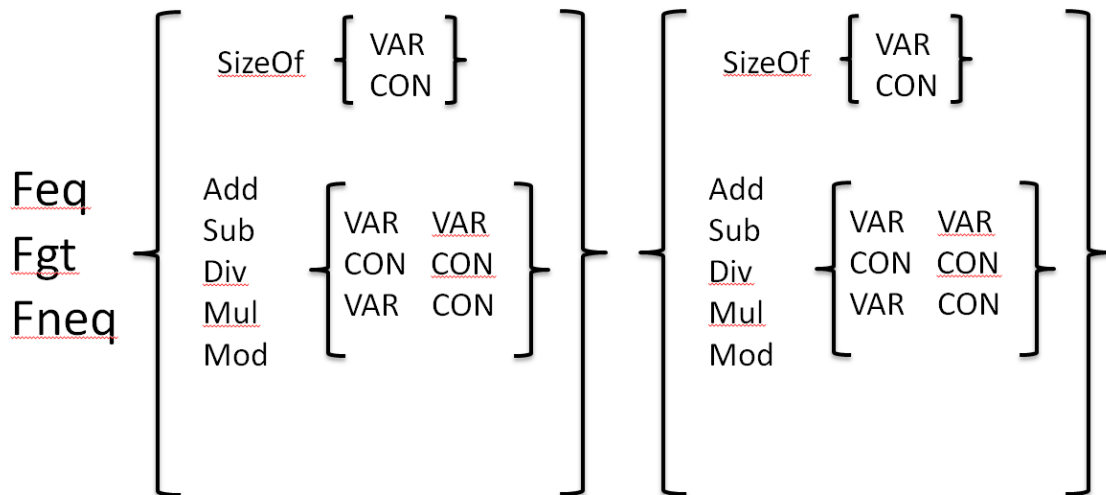 Feq
Fgt
Fneq
SizeOf
VAR
CON
Add
Sub
Div
Mul
Mod
VAR VAR
CON CON
VAR CON
SizeOf
VAR
CON
Add
Sub
Div
Mul
Mod
VAR VAR
CON CON
VAR CON